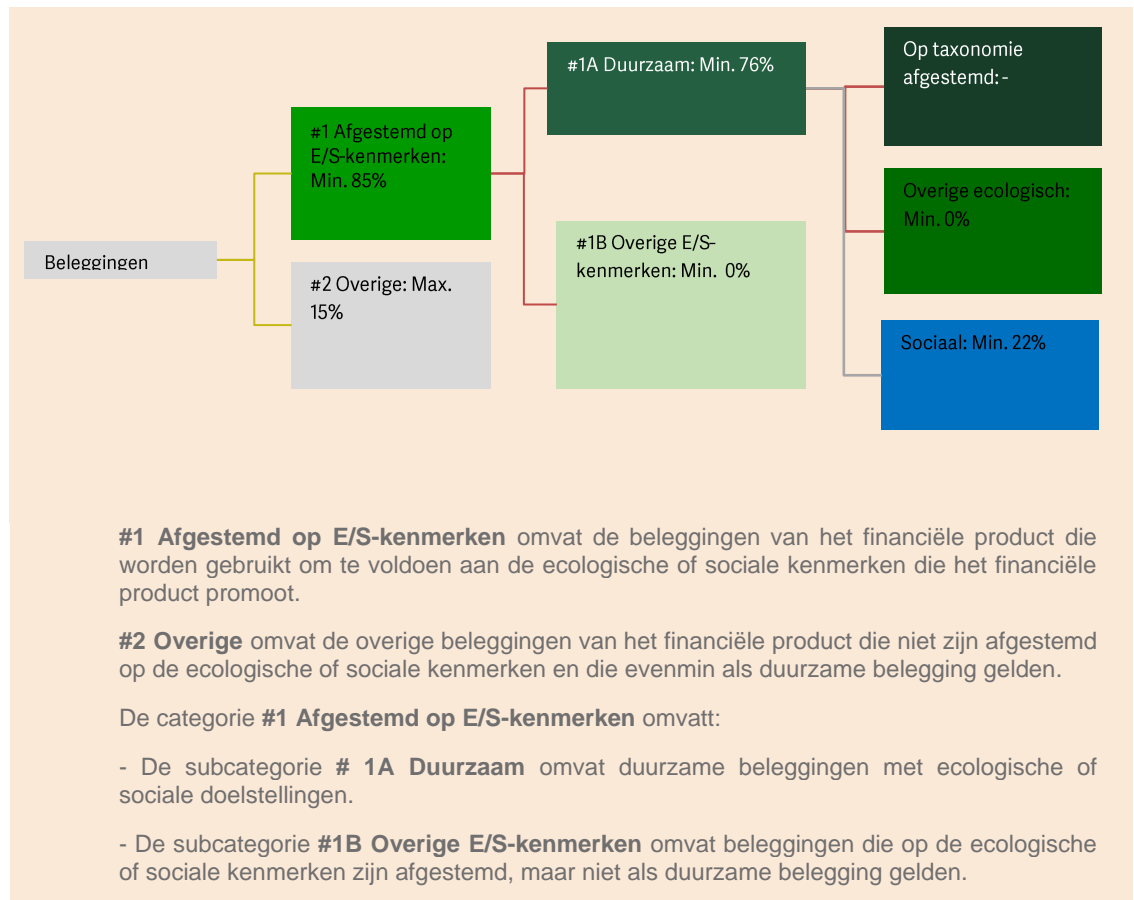 Beleggingen
#1 Afgestemd op
E/S-kenmerken:
Min. 85%
#2 Overige: Max.
15%
#1A Duurzaam: Min. 76%
#1B Overige E/S-
kenmerken: Min. 0%
Op taxonomie
afgestemd: -
Overige ecologisch:
Min. 0%
Sociaal: Min. 22%
#1 Afgestemd op E/S-kenmerken omvat de beleggingen van het financiële product die
worden gebruikt om te voldoen aan de ecologische of sociale kenmerken die het financiële
product promoot.
#2 Overige omvat de overige beleggingen van het financiële product die niet zijn afgestemd
op de ecologische of sociale kenmerken en die evenmin als duurzame belegging gelden.
De categorie #1 Afgestemd op E/S-kenmerken omvatt:
- De subcategorie # 1A Duurzaam omvat duurzame beleggingen met ecologische of
sociale doelstellingen.
- De subcategorie #1B Overige E/S-kenmerken omvat beleggingen die op de ecologische
of sociale kenmerken zijn afgestemd, maar niet als duurzame belegging gelden.